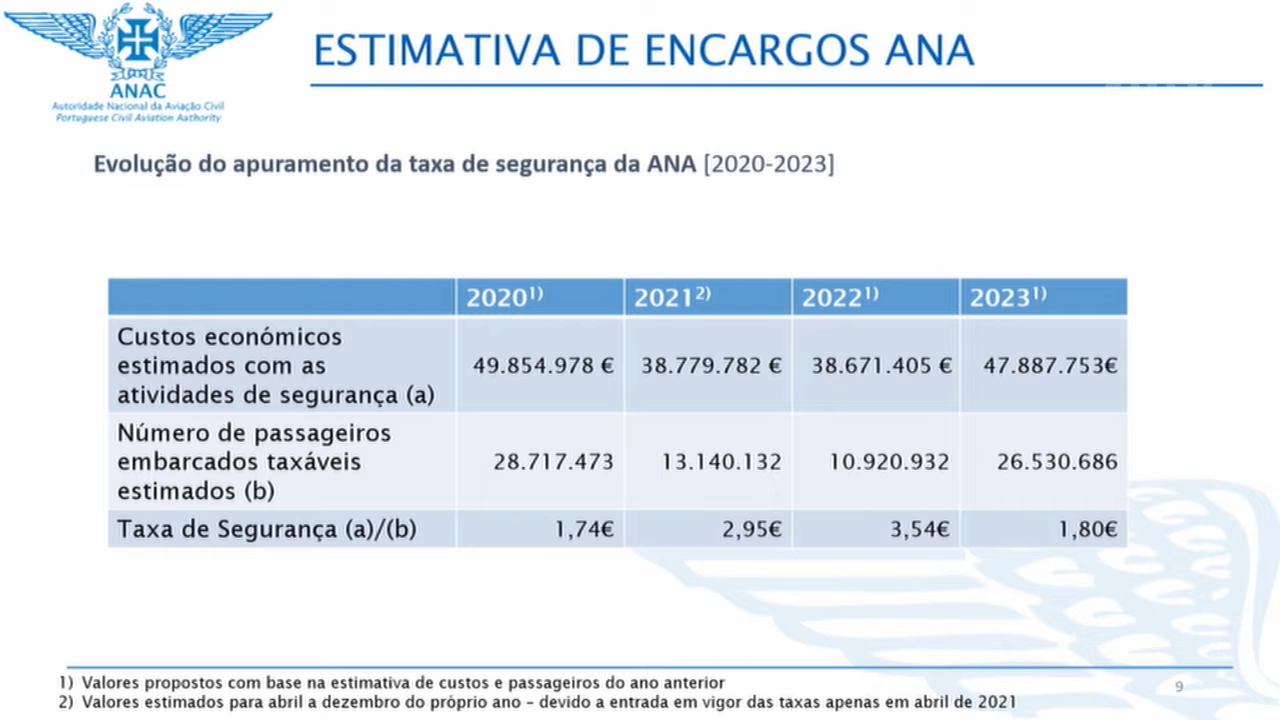 ESTIMATIVA DE ENCARGOS ANA
ANAC
Autoridade Nacional da Aviação Civil
Portuguese Civil Aviation Authority
Evolução do apuramento da taxa de segurança da ANA [2020-2023]
2020¹⁾ 2021²⁾ 2022¹⁾ 2023¹⁾
Custos económicos
estimados com as
atividades de segurança (a)
49.854.978 € 38.779.782 € 38.671.405 € 47.887.753€
Número de passageiros
embarcados taxáveis
estimados (b)
28.717.473 13.140.132 10.920.932 26.530.686
Taxa de Segurança (a)/(b) 1,74€ 2,95€ 3,54€ 1,80€
1) Valores propostos com base na estimativa de custos e passageiros do ano anterior
2) Valores estimados para abril a dezembro do próprio ano – devido a entrada em vigor das taxas apenas em abril de 2021
9